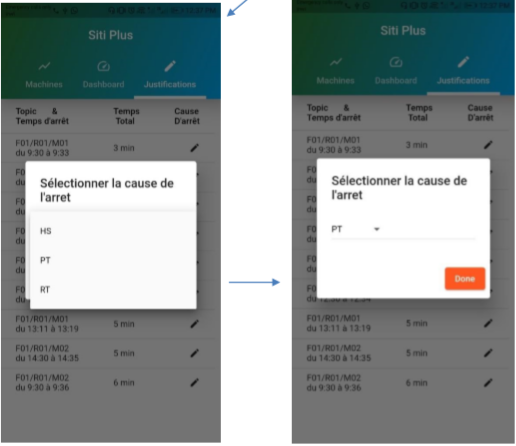 Siti Plus
Machines Dashboard Justifications
Topic & Temps Cause
Temps d'arrêt Total D'arrêt
F01/R01/M01
du 9:30 à 9:33 3 min
Sélectionner la cause de
l'arret
HS
PT
RT
F01/R01/M01
du 13:11 à 13:19 5 min
F01/R01/M02
du 14:30 à 14:35 5 min
F01/R01/M02
du 9:30 à 9:36 6 min
Siti Plus
Machines Dashboard Justifications
Topic & Temps Cause
Temps d'arrêt Total D'arrêt
F01/R01/M01
du 9:30 à 9:33 3 min
Sélectionner la cause de
l'arret
PT
Done
F01/R01/M01
du 13:11 à 13:19 5 min
F01/R01/M02
du 14:30 à 14:35 5 min
F01/R01/M02
du 9:30 à 9:36 6 min